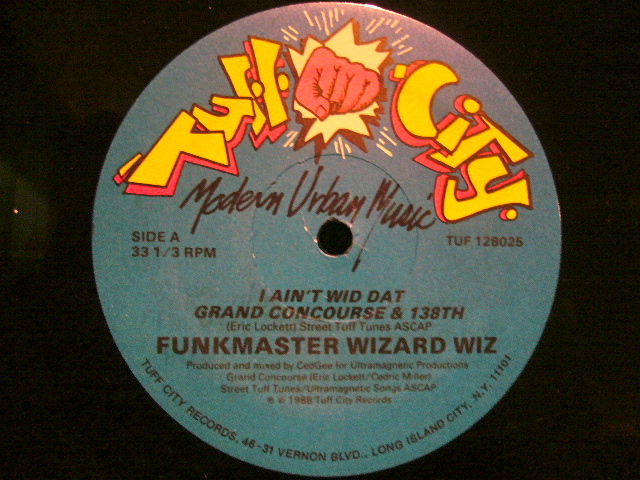 Tuff City
Modern Urban Music
SIDE A
33 1/3 RPM
TUF 128025
I AIN'T WID DAT
GRAND CONCOURSE & 138TH
(Eric Lockett) Street Tuff Tunes ASCAP
FUNKMASTER WIZARD WIZ
Produced and mixed by CedGee for Ultramagnetic Productions
Grand Concourse (Eric Lockett/Cedric Miller)
Street Tuff Tunes/Ultramagnetic Songs ASCAP
℗ © 1988 Tuff City Records
TUFF CITY RECORDS, 46-31 VERNON BLVD., LONG ISLAND CITY, N.Y. 11101